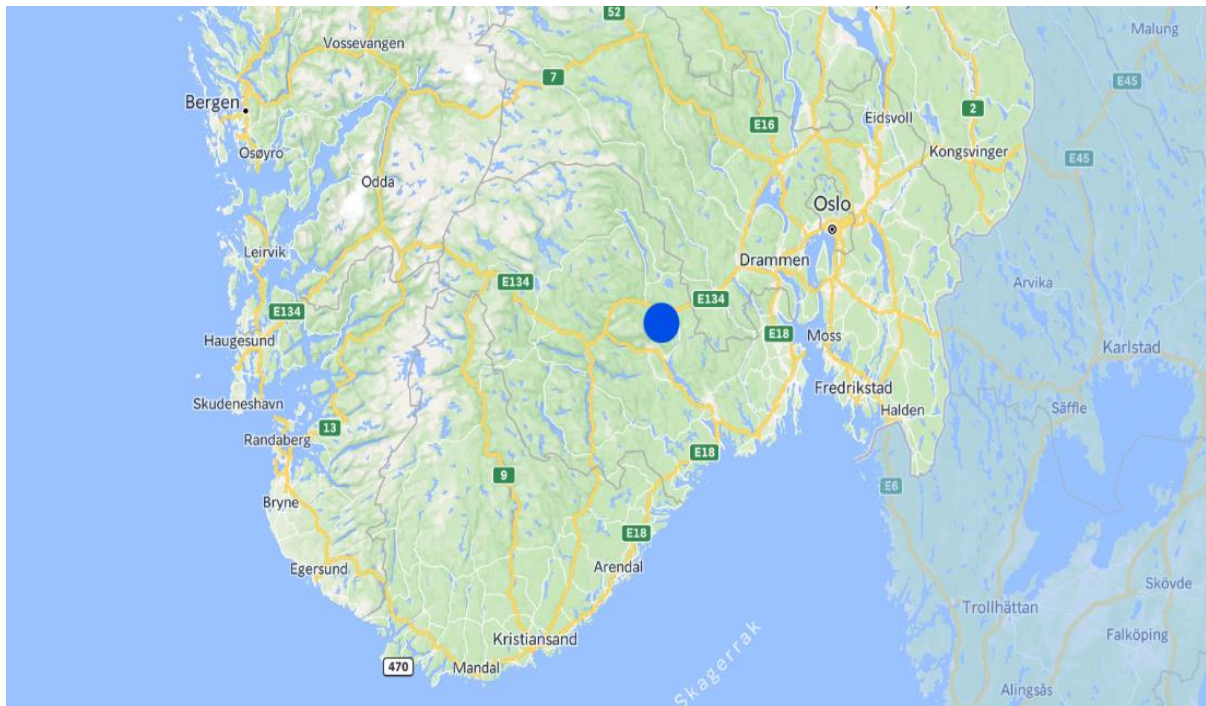 52
Malung
Vossevangen
7
E45
Bergen
E16
2
Eidsvoll
Osøyro
Kongsvinger
E45
Odda
Oslo
Leirvik
Drammen
E134
Arvika
E134
E134
Haugesund
E18
Moss
Karlstad
Fredrikstad
Skudeneshavn
Halden
Säffle
13
Randaberg
E18
9
E6
Bryne
E18
Egersund
Arendal
Skövde
Trollhättan
Kristiansand
Falköping
470
Mandal
Skagerrak
Alingsås